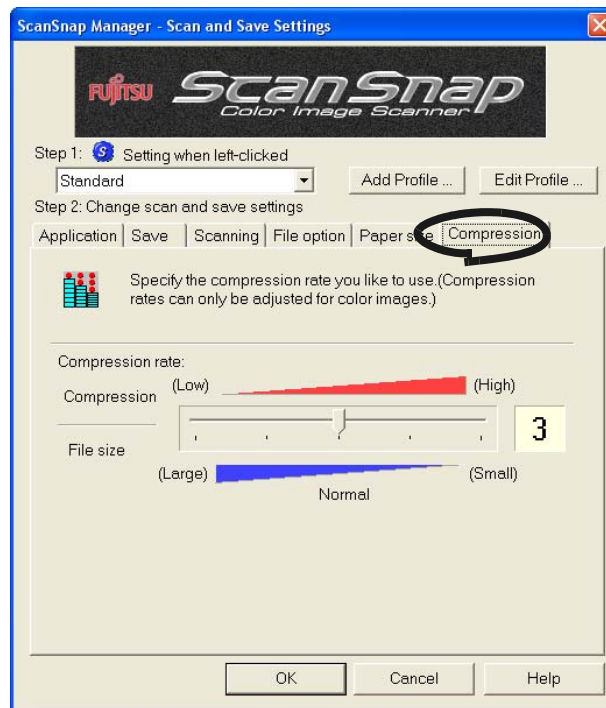 ScanSnap Manager - Scan and Save Settings
FUJITSU ScanSnap
Color Image Scanner
Step 1: S Setting when left-clicked
Standard Add Profile ... Edit Profile ...
Step 2: Change scan and save settings
Application Save Scanning File option Paper size Compression
Specify the compression rate you like to use.(Compression
rates can only be adjusted for color images.)
Compression rate:
(Low) (High)
Compression
3
File size
(Large) (Small)
Normal
OK Cancel Help